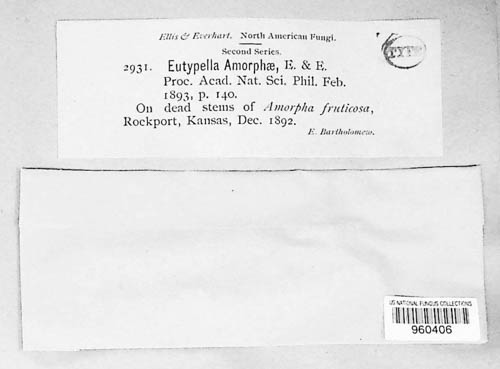 Ellis & Everhart. North American Fungi.
Second Series.
2931. Eutypella Amorphæ, E. & E.
Proc. Acad. Nat. Sci. Phil. Feb.
1893, p. 140.
On dead stems of Amorpha fruticosa,
Rockport, Kansas, Dec. 1892.
E. Bartholomew.
TYPE
US NATIONAL FUNGUS COLLECTIONS
960406